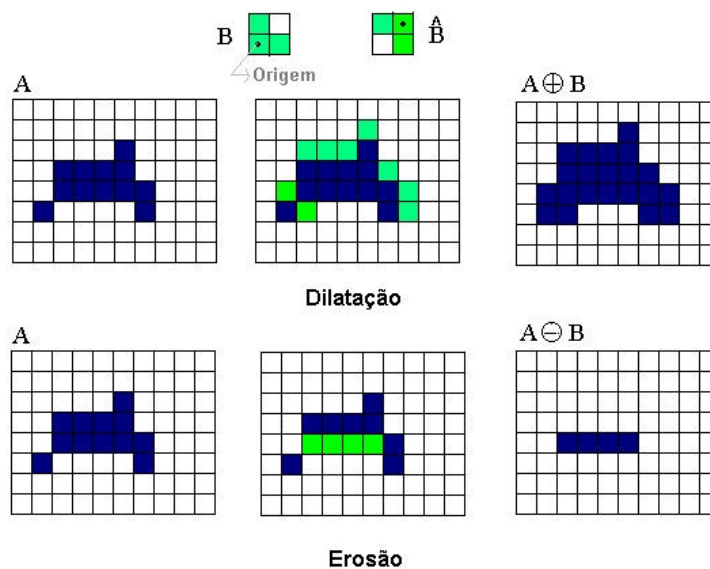 B
B̂
Origem
A
A ⊕ B
Dilatação
A
A ⊖ B
Erosão